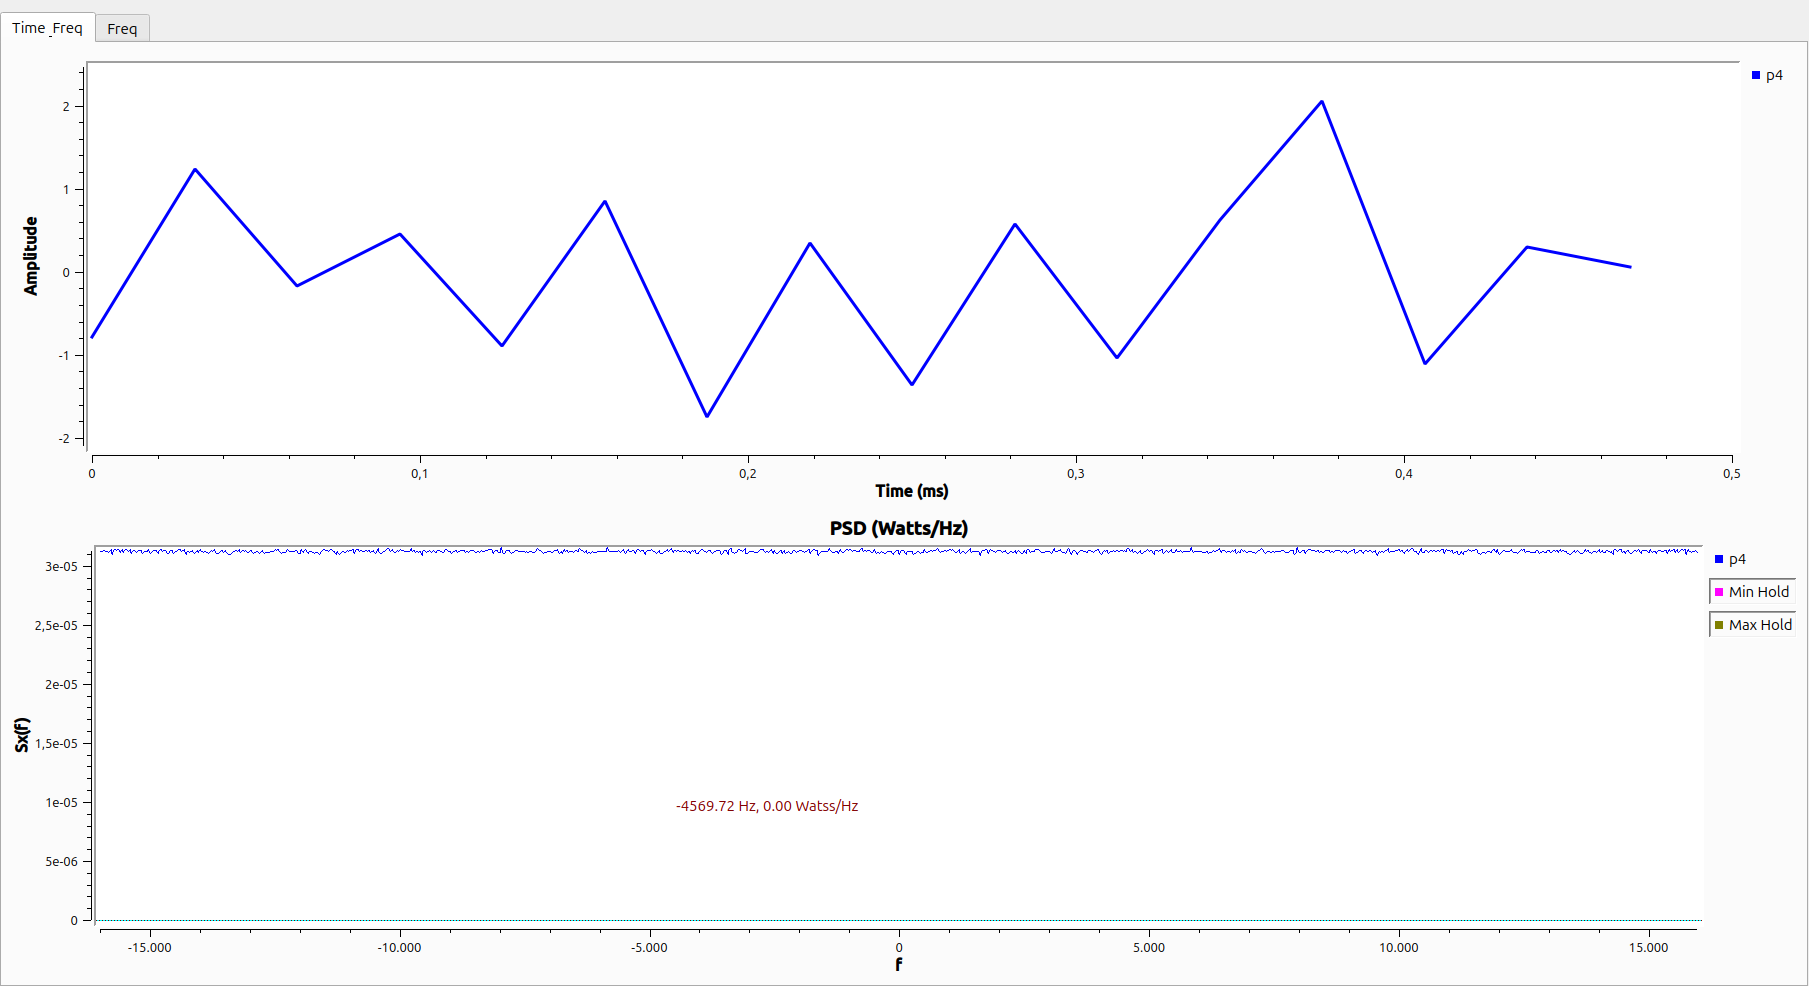 Time_Freq
Freq
p4
2
1
0
-1
-2
Amplitude
0
0,1
0,2
0,3
0,4
0,5
Time (ms)
PSD (Watts/Hz)
p4
Min Hold
Max Hold
3e-05
2,5e-05
2e-05
1,5e-05
1e-05
5e-06
0
Sx(f)
-4569.72 Hz, 0.00 Watss/Hz
-15.000
-10.000
-5.000
0
5.000
10.000
15.000
f